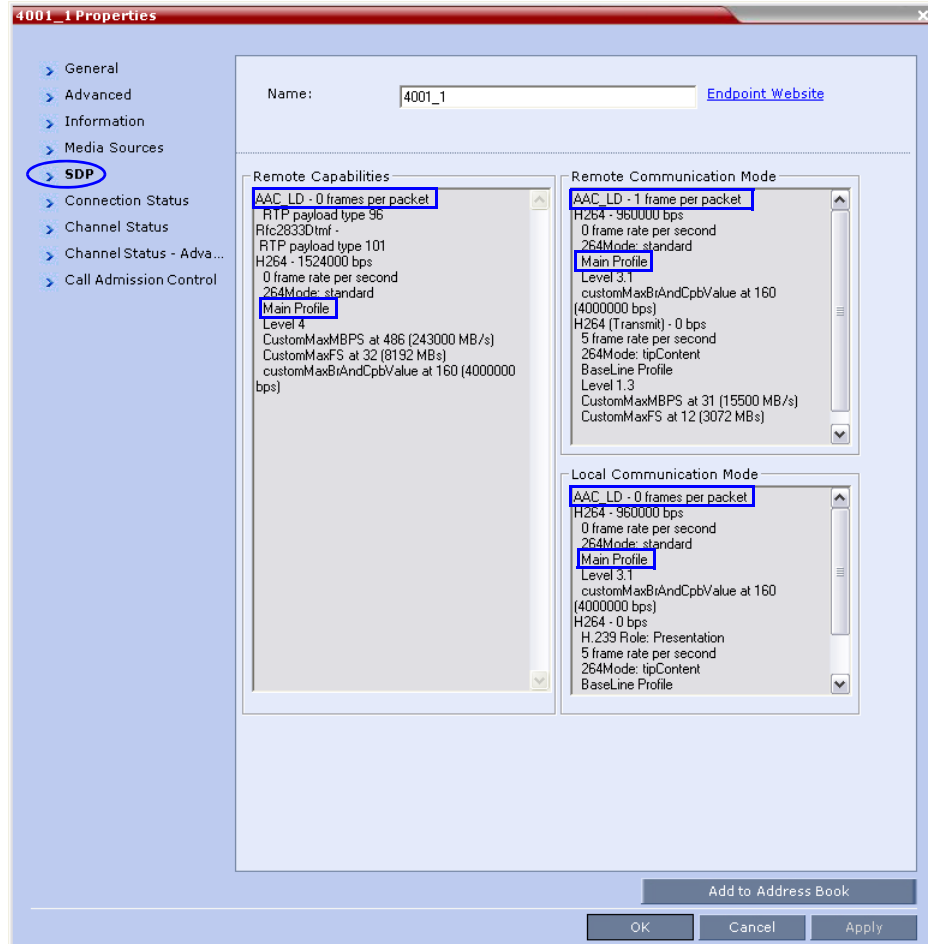 4001_1 Properties
General
Advanced
Information
Media Sources
SDP
Connection Status
Channel Status
Channel Status - Adva...
Call Admission Control
Name:
4001_1
Endpoint Website
Remote Capabilities
AAC_LD - 0 frames per packet
RTP payload type 96
Rfc2833Dtmf -
RTP payload type 101
H264 - 1524000 bps
0 frame rate per second
264Mode: standard
Main Profile
Level 4
CustomMaxMBPS at 486 (243000 MB/s)
CustomMaxFS at 32 (8192 MBs)
customMaxBrAndCpbValue at 160 (4000000
bps)
Remote Communication Mode
AAC_LD - 1 frame per packet
H264 - 960000 bps
0 frame rate per second
264Mode: standard
Main Profile
Level 3.1
customMaxBrAndCpbValue at 160
(4000000 bps)
H264 (Transmit) - 0 bps
5 frame rate per second
264Mode: tipContent
BaseLine Profile
Level 1.3
CustomMaxMBPS at 31 (15500 MB/s)
CustomMaxFS at 12 (3072 MBs)
Local Communication Mode
AAC_LD - 0 frames per packet
H264 - 960000 bps
0 frame rate per second
264Mode: standard
Main Profile
Level 3.1
customMaxBrAndCpbValue at 160
(4000000 bps)
H264 - 0 bps
H.239 Role: Presentation
5 frame rate per second
264Mode: tipContent
BaseLine Profile
Add to Address Book
OK
Cancel
Apply